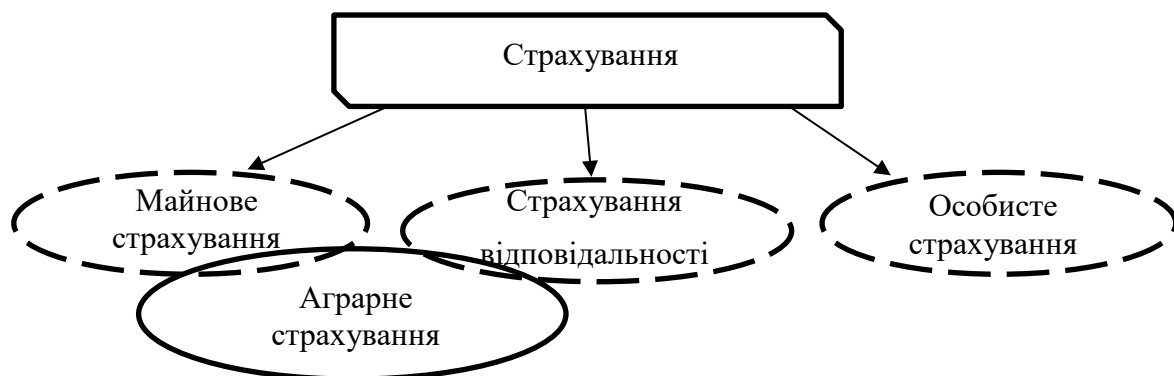 Страхування
Майнове
страхування
Страхування
відповідальності
Особисте
страхування
Аграрне
страхування